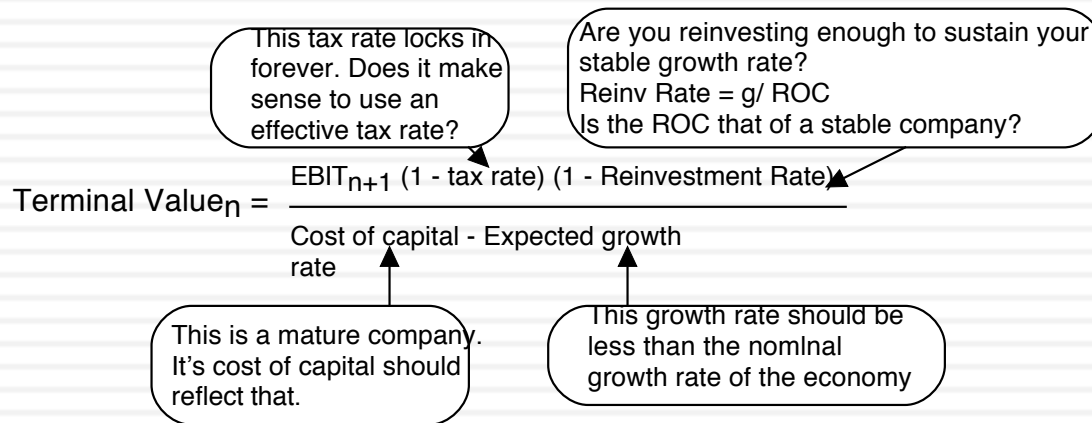 This tax rate locks in
forever. Does it make
sense to use an
effective tax rate?
Are you reinvesting enough to sustain your
stable growth rate?
Reinv Rate = g/ ROC
Is the ROC that of a stable company?
EBITn+1 (1 - tax rate) (1 - Reinvestment Rate)
Terminal Valuen =
Cost of capital - Expected growth
rate
This is a mature company.
It's cost of capital should
reflect that.
This growth rate should be
less than the nomlnal
growth rate of the economy